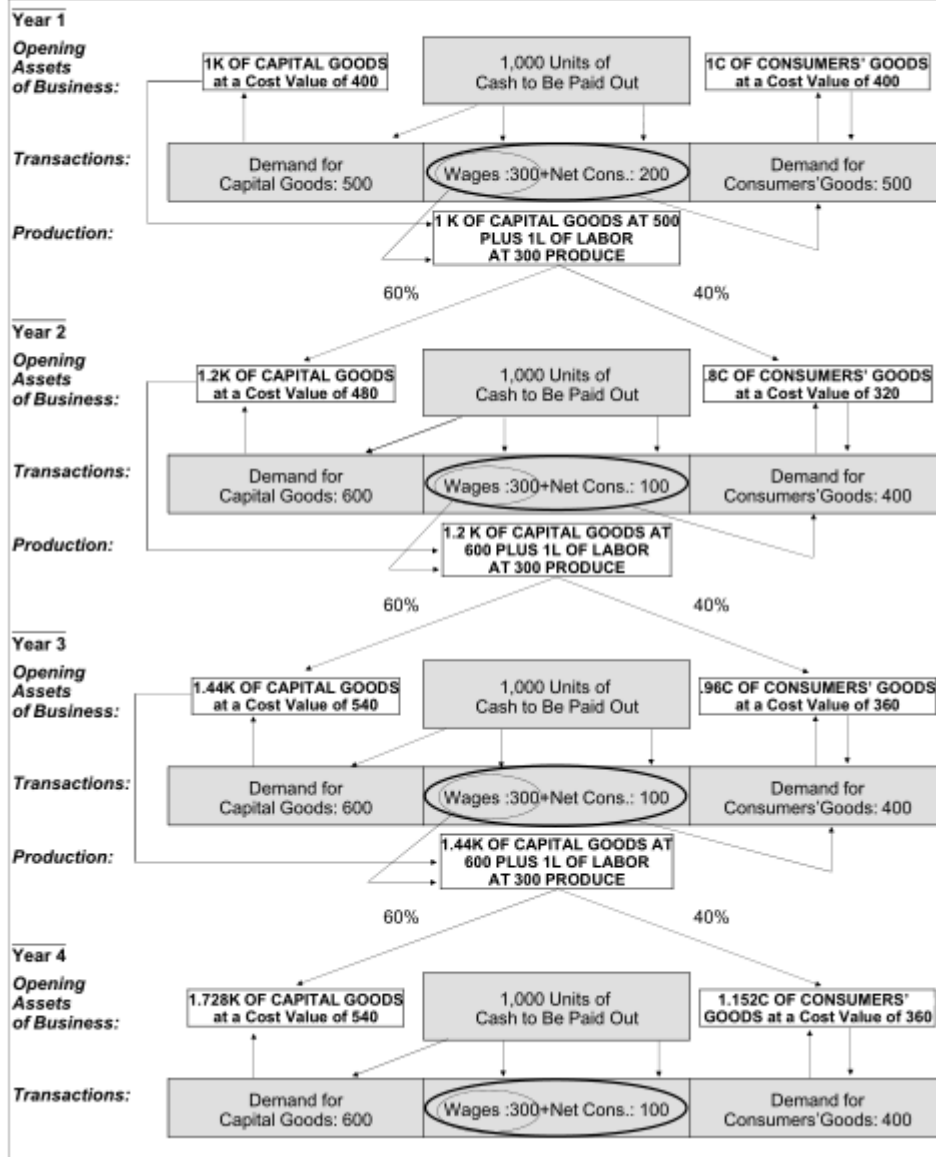 Year 1
Opening
Assets
of Business:
1K OF CAPITAL GOODS
at a Cost Value of 400
1,000 Units of
Cash to Be Paid Out
1C OF CONSUMERS' GOODS
at a Cost Value of 400
Transactions:
Demand for
Capital Goods: 500
Wages :300+Net Cons.: 200
Demand for
Consumers'Goods: 500
Production:
1 K OF CAPITAL GOODS AT 500
PLUS 1L OF LABOR
AT 300 PRODUCE
60%
40%
Year 2
Opening
Assets
of Business:
1.2K OF CAPITAL GOODS
at a Cost Value of 480
1,000 Units of
Cash to Be Paid Out
.8C OF CONSUMERS' GOODS
at a Cost Value of 320
Transactions:
Demand for
Capital Goods: 600
Wages :300+Net Cons.: 100
Demand for
Consumers'Goods: 400
Production:
1.2 K OF CAPITAL GOODS AT
600 PLUS 1L OF LABOR
AT 300 PRODUCE
60%
40%
Year 3
Opening
Assets
of Business:
1.44K OF CAPITAL GOODS
at a Cost Value of 540
1,000 Units of
Cash to Be Paid Out
.96C OF CONSUMERS' GOODS
at a Cost Value of 360
Transactions:
Demand for
Capital Goods: 600
Wages :300+Net Cons.: 100
Demand for
Consumers'Goods: 400
Production:
1.44K OF CAPITAL GOODS AT
600 PLUS 1L OF LABOR
AT 300 PRODUCE
60%
40%
Year 4
Opening
Assets
of Business:
1.728K OF CAPITAL GOODS
at a Cost Value of 540
1,000 Units of
Cash to Be Paid Out
1.152C OF CONSUMERS'
GOODS at a Cost Value of 360
Transactions:
Demand for
Capital Goods: 600
Wages :300+Net Cons.: 100
Demand for
Consumers'Goods: 400